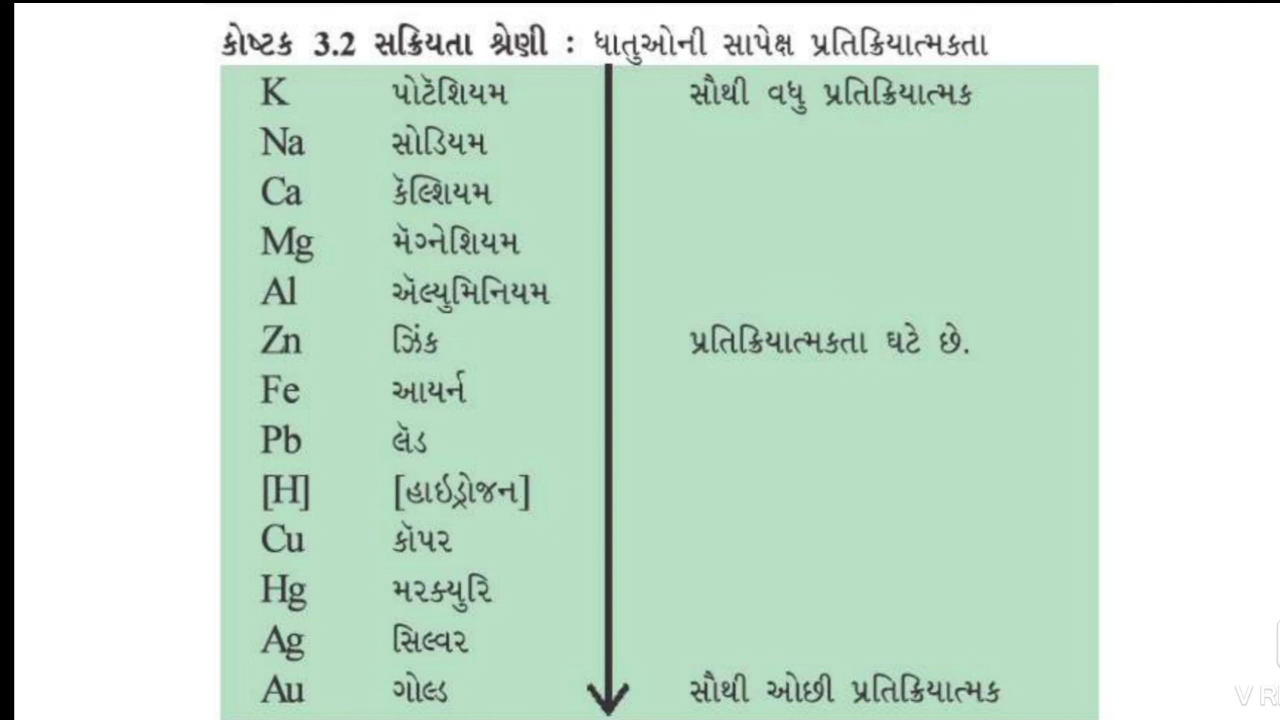 કોષ્ટક 3.2 સક્રિયતા શ્રેણી : ધાતુઓની સાપેક્ષ પ્રતિક્રિયાત્મકતા
K પોટૅશિયમ સૌથી વધુ પ્રતિક્રિયાત્મક
Na સોડિયમ
Ca કૅલ્શિયમ
Mg મૅગ્નેશિયમ
Al ઍલ્યુમિનિયમ
Zn ઝિંક પ્રતિક્રિયાત્મકતા ઘટે છે.
Fe આયર્ન
Pb લૅડ
[H] [હાઇડ્રોજન]
Cu કૉપર
Hg મરક્યુરિ
Ag સિલ્વર
Au ગોલ્ડ સૌથી ઓછી પ્રતિક્રિયાત્મક